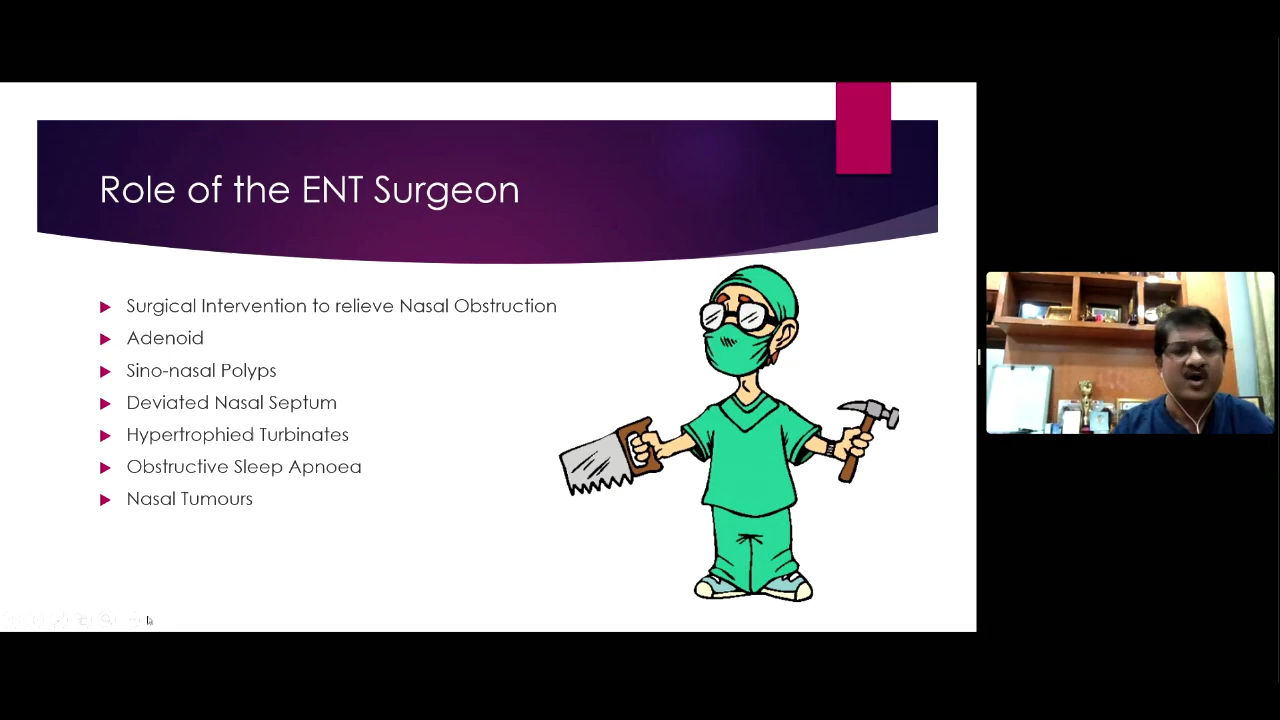 Role of the ENT Surgeon
Surgical Intervention to relieve Nasal Obstruction
Adenoid
Sino-nasal Polyps
Deviated Nasal Septum
Hypertrophied Turbinates
Obstructive Sleep Apnoea
Nasal Tumours